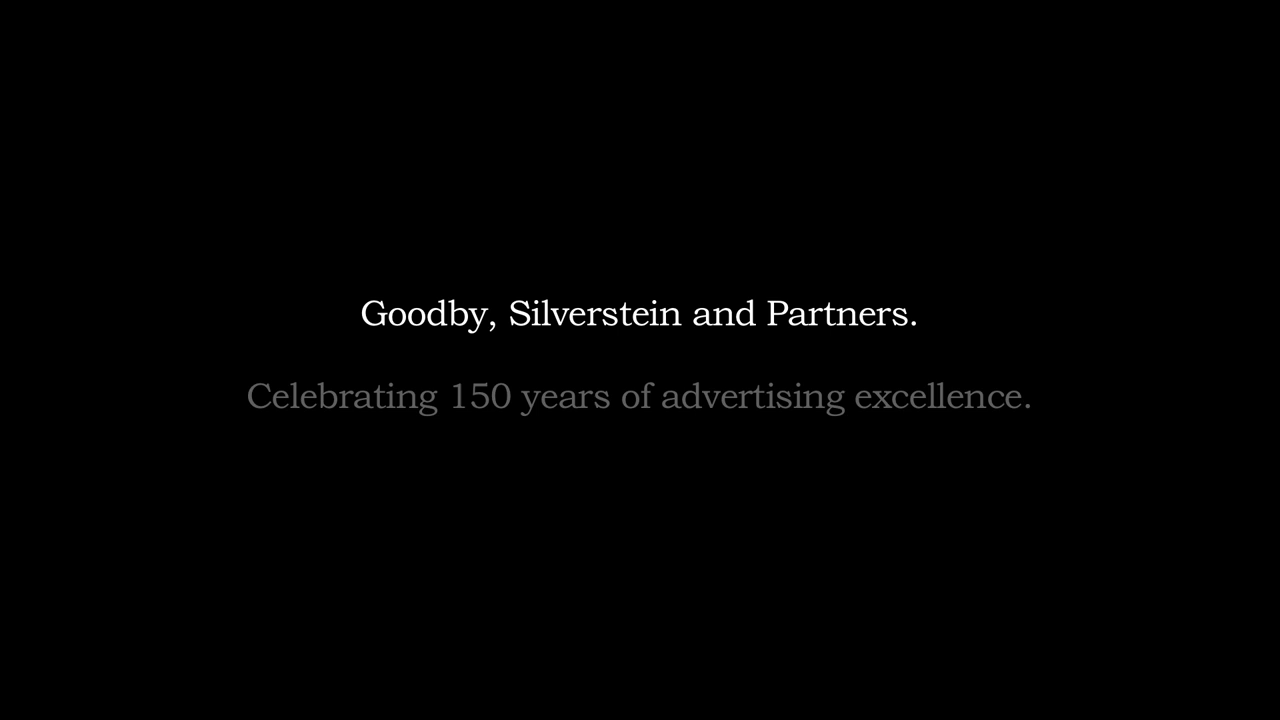 Goodby, Silverstein and Partners.
Celebrating 150 years of advertising excellence.